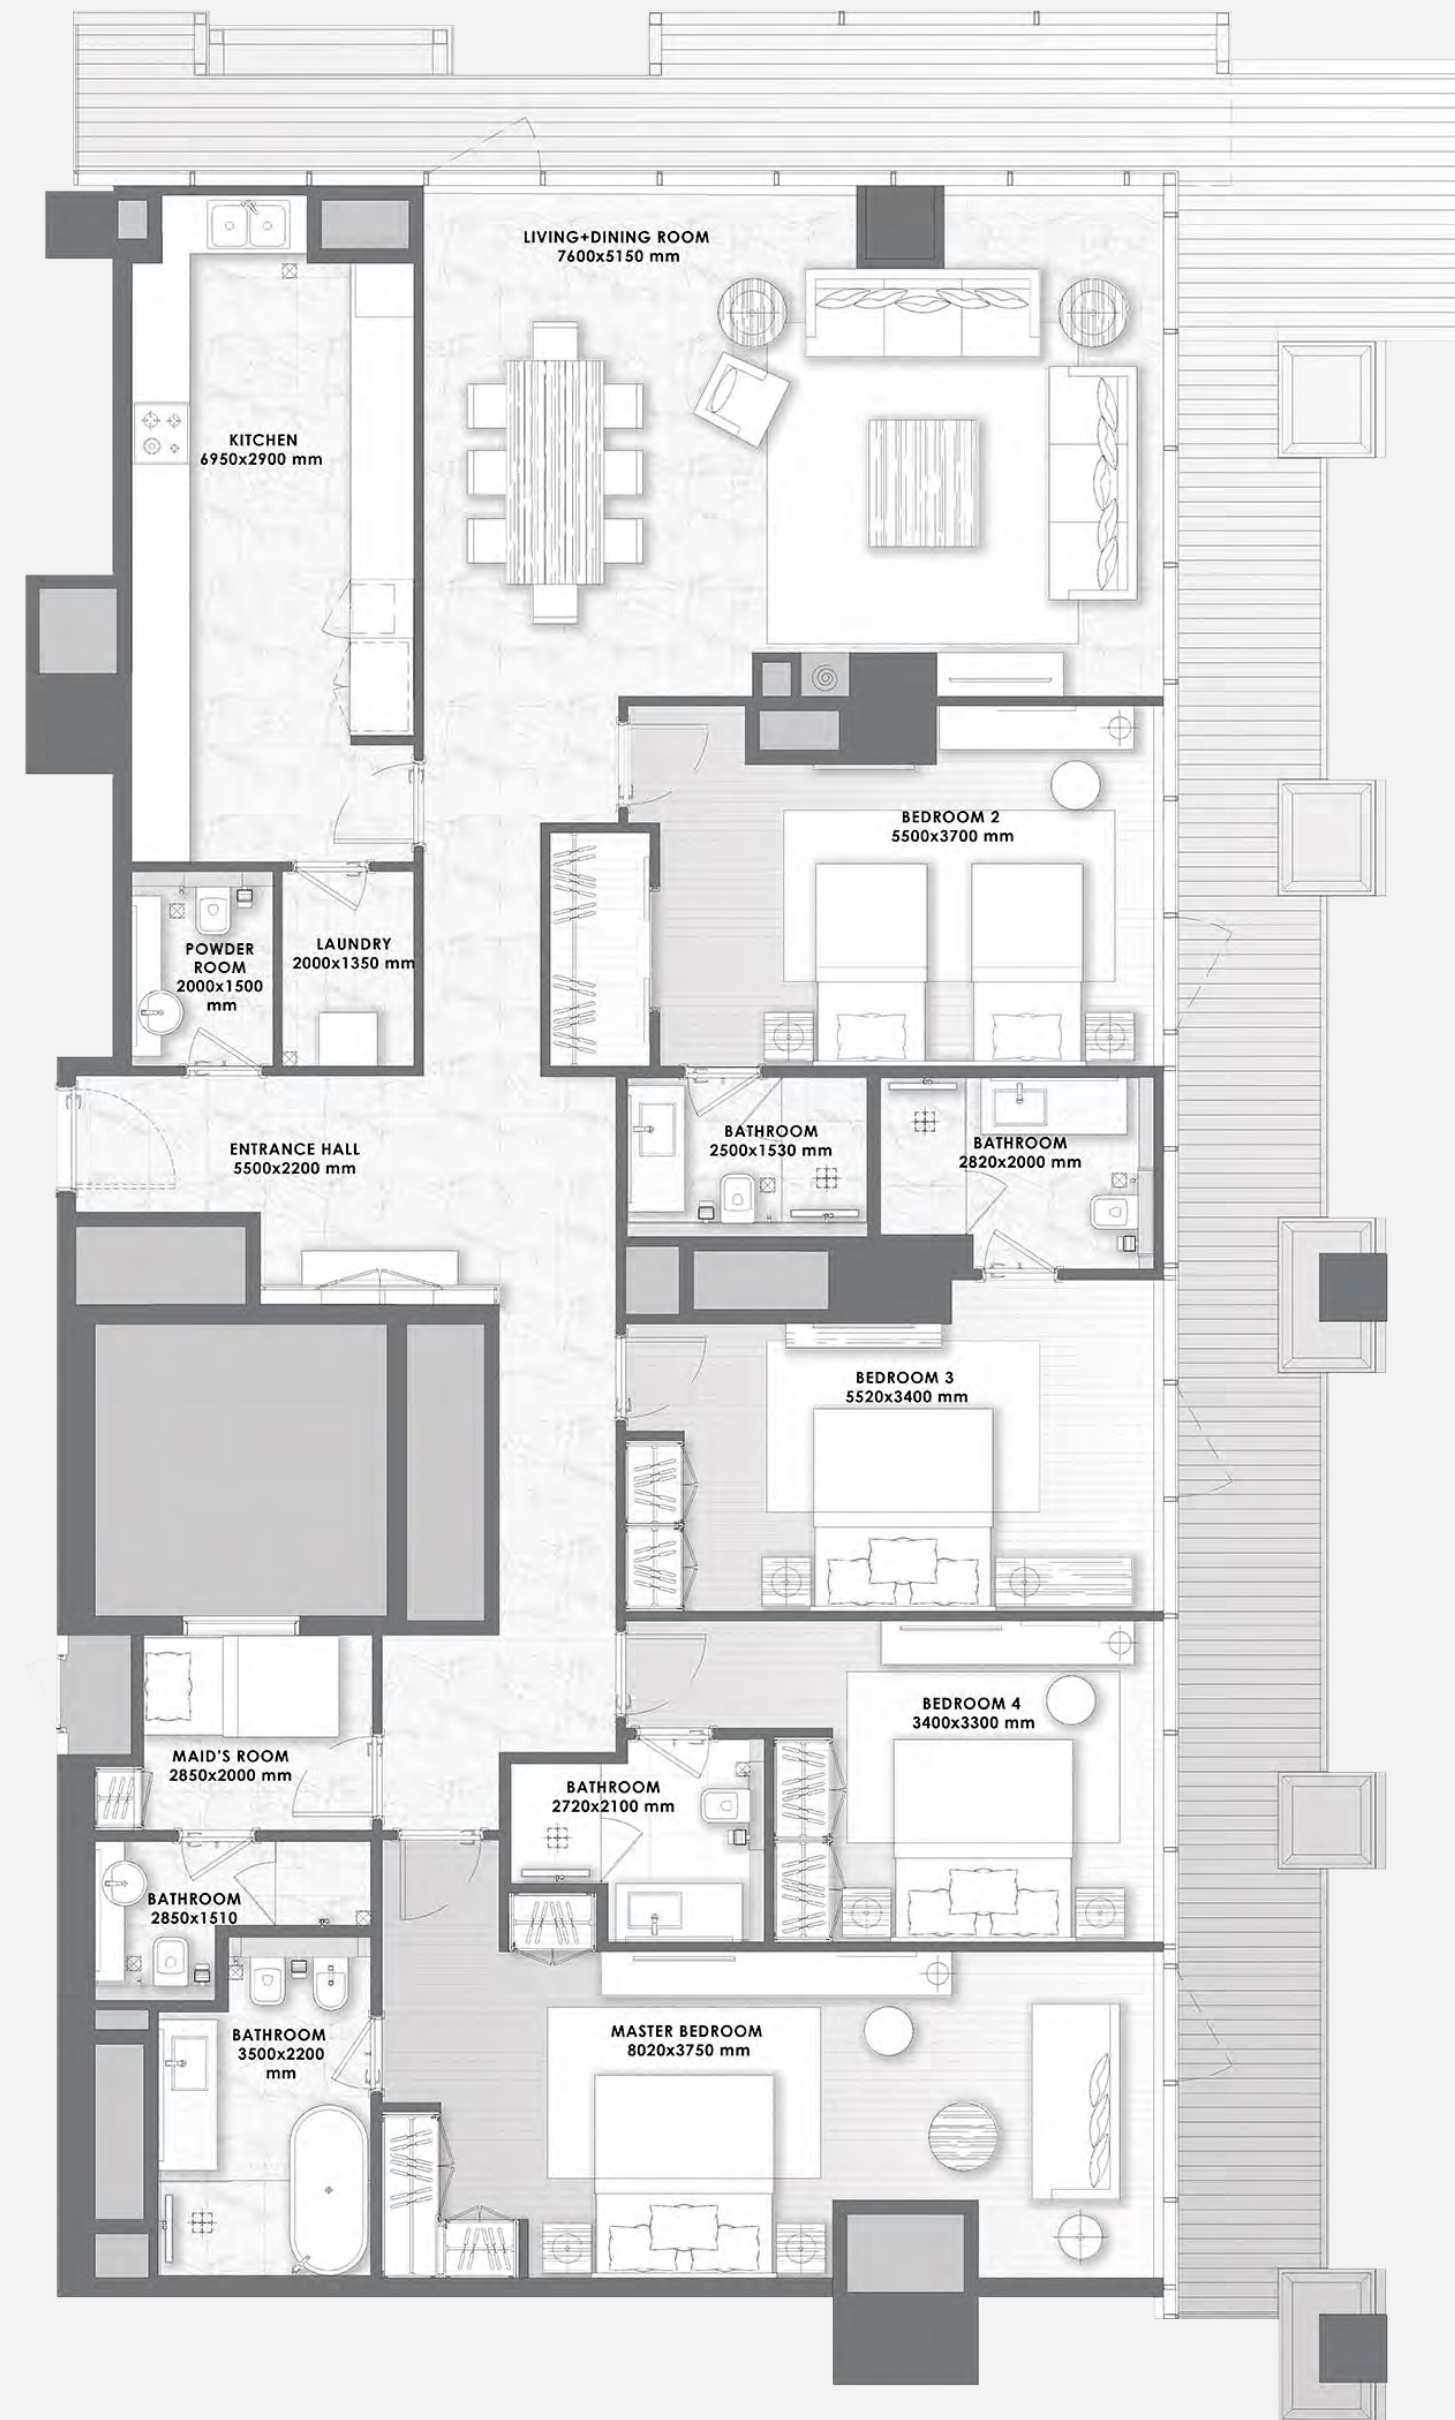 LIVING+DINING ROOM
7600x5150 mm
KITCHEN
6950x2900 mm
BEDROOM 2
5500x3700 mm
POWDER
ROOM
2000x1500
mm
LAUNDRY
2000x1350 mm
ENTRANCE HALL
5500x2200 mm
BATHROOM
2500x1530 mm
BATHROOM
2820x2000 mm
BEDROOM 3
5520x3400 mm
BEDROOM 4
3400x3300 mm
MAID'S ROOM
2850x2000 mm
BATHROOM
2720x2100 mm
BATHROOM
2850x1510
BATHROOM
3500x2200
mm
MASTER BEDROOM
8020x3750 mm